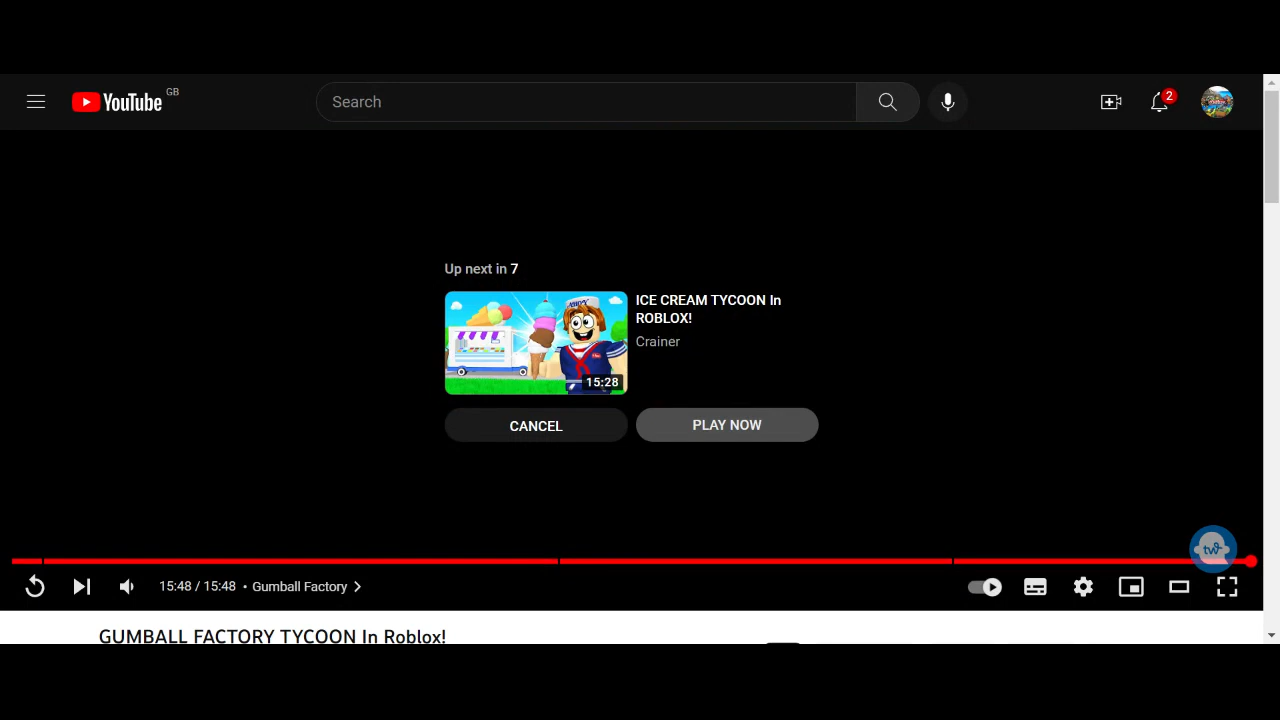 YouTube GB
Search
2
Up next in 7
ICE CREAM TYCOON In
ROBLOX!
Crainer
15:28
CANCEL
PLAY NOW
15:48 / 15:48 • Gumball Factory
GUMBALL FACTORY TYCOON In Roblox!